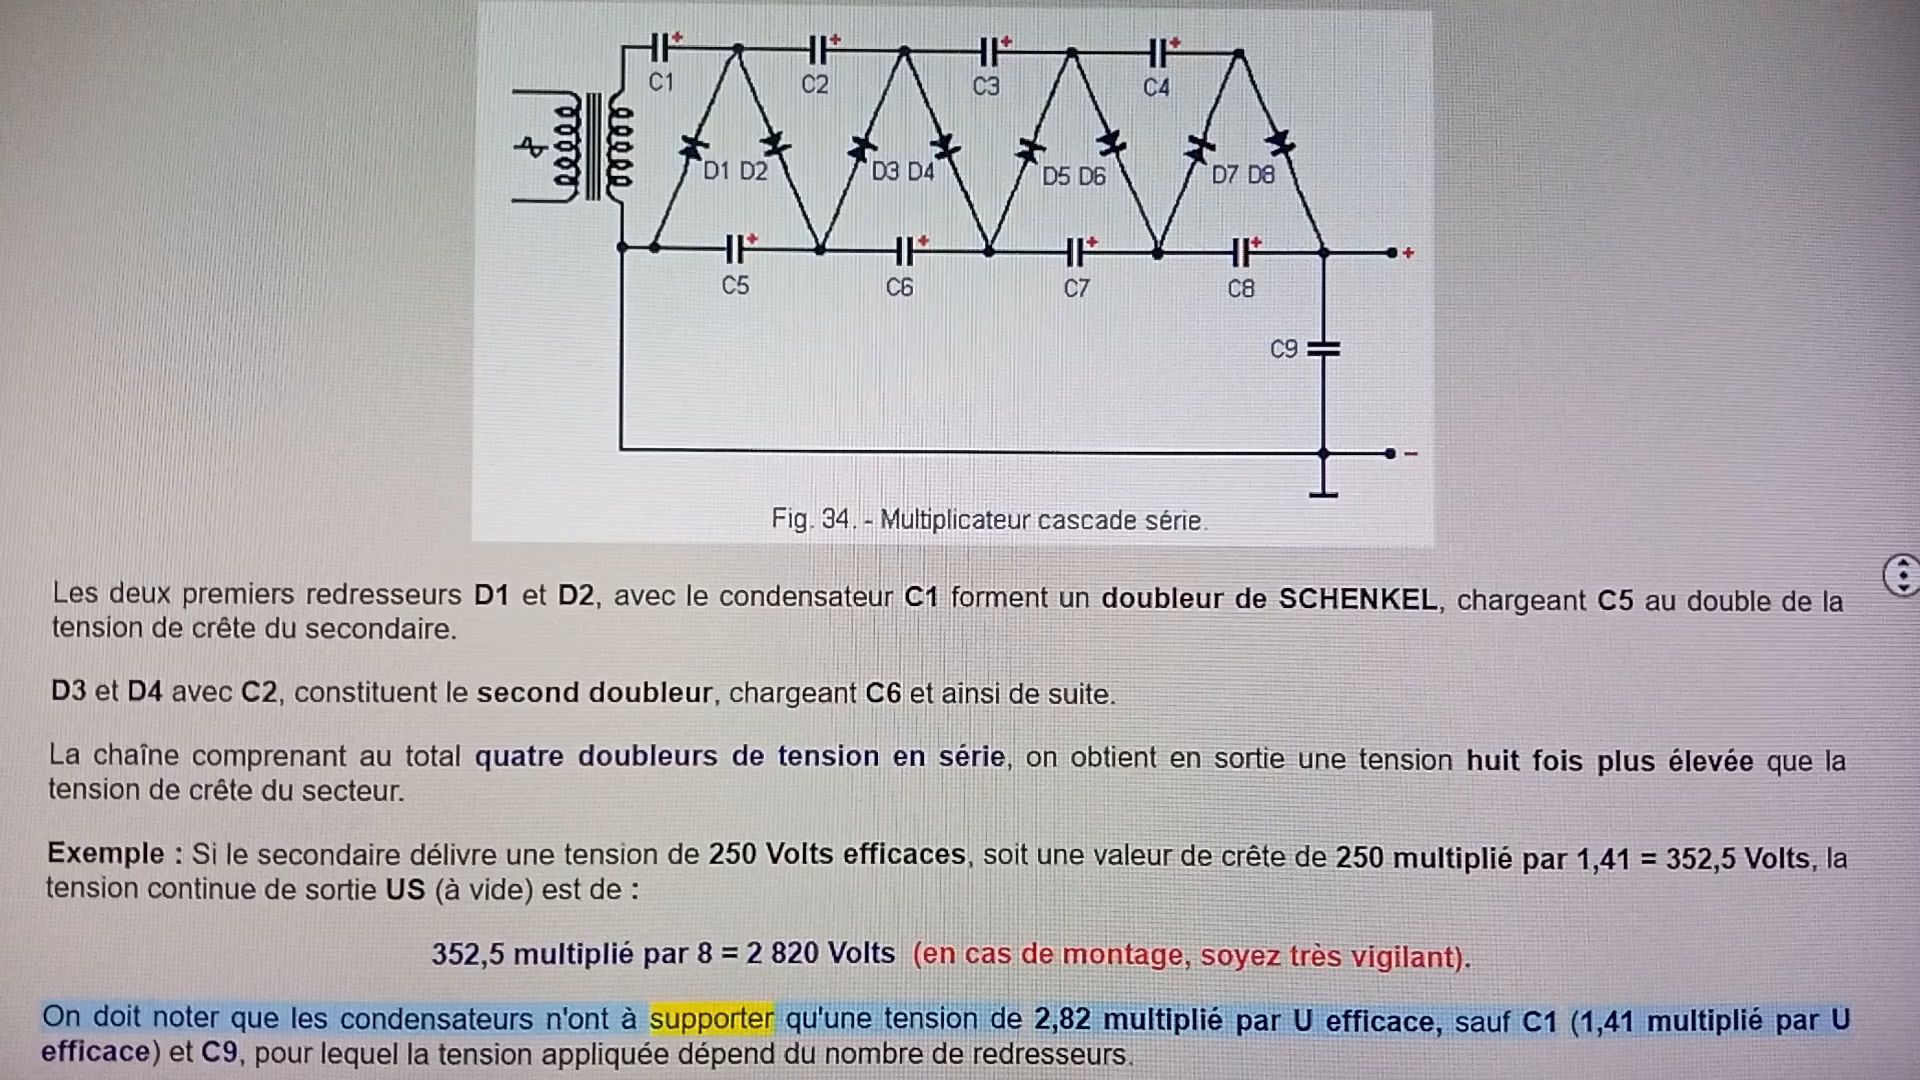 + + + +
C1 C2 C3 C4
D1 D2 D3 D4 D5 D6 D7 D8
+ + + + +
C5 C6 C7 C8
C9
−
Fig. 34. - Multiplicateur cascade série.
Les deux premiers redresseurs D1 et D2, avec le condensateur C1 forment un doubleur de SCHENKEL, chargeant C5 au double de la
tension de crête du secondaire.
D3 et D4 avec C2, constituent le second doubleur, chargeant C6 et ainsi de suite.
La chaîne comprenant au total quatre doubleurs de tension en série, on obtient en sortie une tension huit fois plus élevée que la
tension de crête du secteur.
Exemple : Si le secondaire délivre une tension de 250 Volts efficaces, soit une valeur de crête de 250 multiplié par 1,41 = 352,5 Volts, la
tension continue de sortie US (à vide) est de :
352,5 multiplié par 8 = 2 820 Volts (en cas de montage, soyez très vigilant).
On doit noter que les condensateurs n'ont à supporter qu'une tension de 2,82 multiplié par U efficace, sauf C1 (1,41 multiplié par U
efficace) et C9, pour lequel la tension appliquée dépend du nombre de redresseurs.